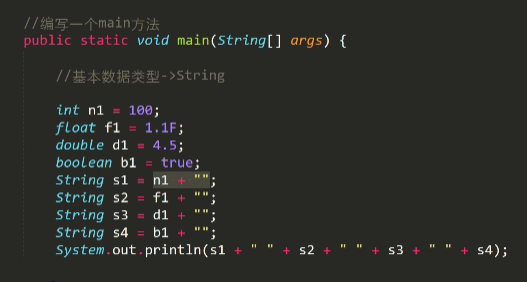 //编写一个main方法
public static void main(String[] args) {
//基本数据类型->String
int n1 = 100;
float f1 = 1.1F;
double d1 = 4.5;
boolean b1 = true;
String s1 = n1 + "";
String s2 = f1 + "";
String s3 = d1 + "";
String s4 = b1 + "";
System.out.println(s1 + " " + s2 + " " + s3 + " " + s4);